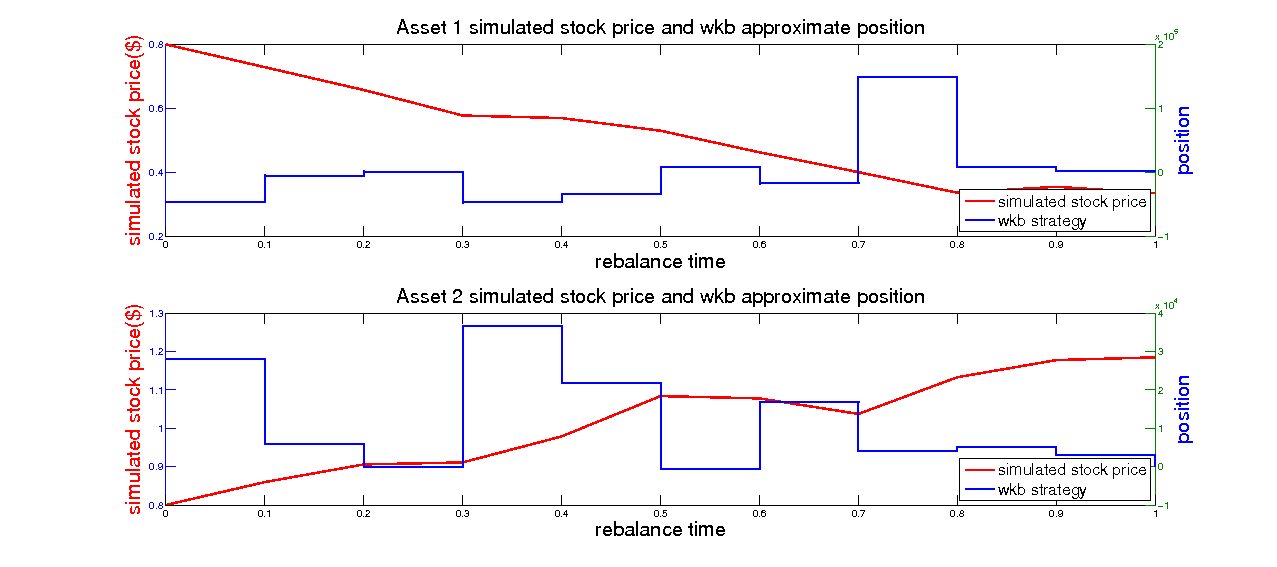 Asset 1 simulated stock price and wkb approximate position
x 10^5
0.8 2
0.6 1
0.4 0
0.2 -1
simulated stock price($)
position
simulated stock price
wkb strategy
0 0.1 0.2 0.3 0.4 0.5 0.6 0.7 0.8 0.9 1
rebalance time
Asset 2 simulated stock price and wkb approximate position
x 10^4
1.3 4
1.2 3
1.1 2
1 1
0.9 0
0.8 -1
simulated stock price($)
position
simulated stock price
wkb strategy
0 0.1 0.2 0.3 0.4 0.5 0.6 0.7 0.8 0.9 1
rebalance time